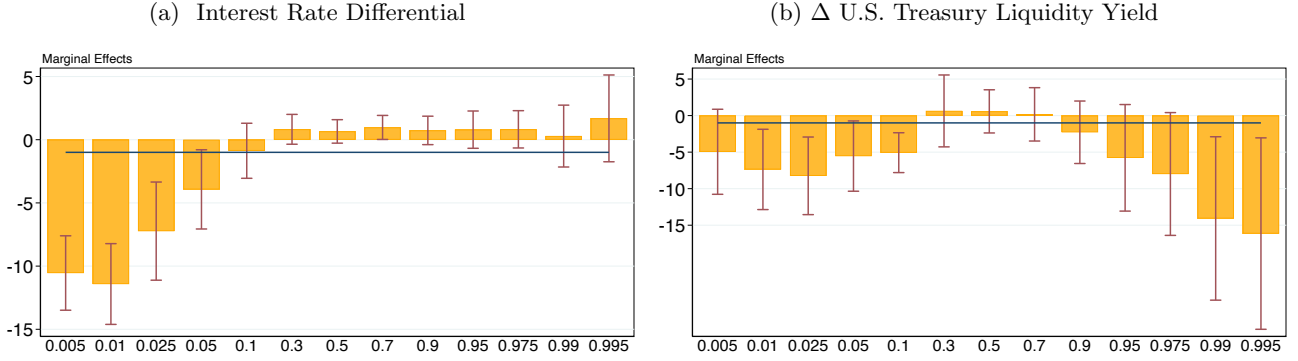 (a) Interest Rate Differential
Marginal Effects
5
0
-5
-10
-15
0.005 0.01 0.025 0.05 0.1 0.3 0.5 0.7 0.9 0.95 0.975 0.99 0.995
(b) Δ U.S. Treasury Liquidity Yield
Marginal Effects
5
0
-5
-10
-15
0.005 0.01 0.025 0.05 0.1 0.3 0.5 0.7 0.9 0.95 0.975 0.99 0.995